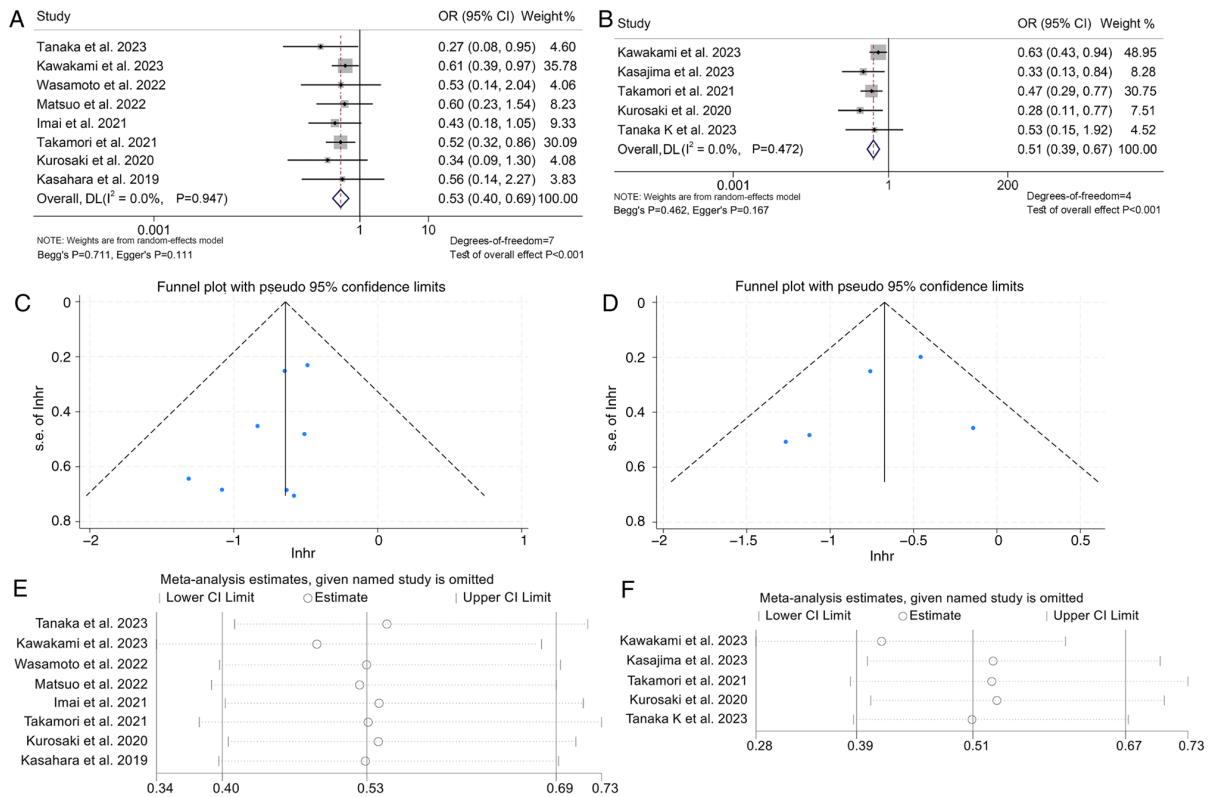 A
Study OR (95% CI) Weight%
Tanaka et al. 2023 0.27 (0.08, 0.95) 4.60
Kawakami et al. 2023 0.61 (0.39, 0.97) 35.78
Wasamoto et al. 2022 0.53 (0.14, 2.04) 4.06
Matsuo et al. 2022 0.60 (0.23, 1.54) 8.23
Imai et al. 2021 0.43 (0.18, 1.05) 9.33
Takamori et al. 2021 0.52 (0.32, 0.86) 30.09
Kurosaki et al. 2020 0.34 (0.09, 1.30) 4.08
Kasahara et al. 2019 0.56 (0.14, 2.27) 3.83
Overall, DL(I² = 0.0%, P=0.947) 0.53 (0.40, 0.69) 100.00
0.001 1 10
NOTE: Weights are from random-effects model
Begg's P=0.711, Egger's P=0.111
Degrees-of-freedom=7
Test of overall effect P<0.001
B
Study OR (95% CI) Weight %
Kawakami et al. 2023 0.63 (0.43, 0.94) 48.95
Kasajima et al. 2023 0.33 (0.13, 0.84) 8.28
Takamori et al. 2021 0.47 (0.29, 0.77) 30.75
Kurosaki et al. 2020 0.28 (0.11, 0.77) 7.51
Tanaka K et al. 2023 0.53 (0.15, 1.92) 4.52
Overall,DL(I² = 0.0%, P=0.472) 0.51 (0.39, 0.67) 100.00
0.001 1 200
NOTE: Weights are from random-effects model
Begg's P=0.462, Egger's P=0.167
Degrees-of-freedom=4
Test of overall effect P<0.001
C
Funnel plot with pseudo 95% confidence limits
s.e. of lnhr
0
0.2
0.4
0.6
0.8
−2 −1 0 1
lnhr
D
Funnel plot with pseudo 95% confidence limits
s.e. of lnhr
0
0.2
0.4
0.6
0.8
−2 −1.5 −1 −0.5 0 0.5
lnhr
E
Meta-analysis estimates, given named study is omitted
Lower CI Limit Estimate Upper CI Limit
Tanaka et al. 2023
Kawakami et al. 2023
Wasamoto et al. 2022
Matsuo et al. 2022
Imai et al. 2021
Takamori et al. 2021
Kurosaki et al. 2020
Kasahara et al. 2019
0.34 0.40 0.53 0.69 0.73
F
Meta-analysis estimates, given named study is omitted
Lower CI Limit Estimate Upper CI Limit
Kawakami et al. 2023
Kasajima et al. 2023
Takamori et al. 2021
Kurosaki et al. 2020
Tanaka K et al. 2023
0.28 0.39 0.51 0.67 0.73